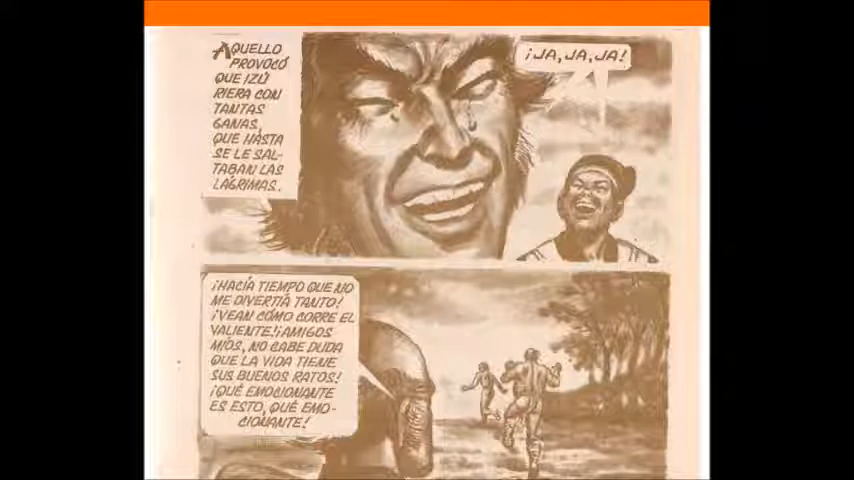 AQUELLO
PROVOCÓ
QUE IZÚ
RIERA CON
TANTAS
GANAS,
QUE HASTA
SE LE SAL-
TABAN LAS
LÁGRIMAS.
¡JA, JA, JA!
¡HACÍA TIEMPO QUE NO
ME DIVERTÍA TANTO!
¡VEAN CÓMO CORRE EL
VALIENTE! ¡AMIGOS
MÍOS, NO CABE DUDA
QUE LA VIDA TIENE
SUS BUENOS RATOS!
¡QUÉ EMOCIONANTE
ES ESTO, QUÉ EMO-
CIONANTE!